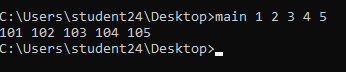 C:\Users\student24\Desktop>main 1 2 3 4 5
101 102 103 104 105
C:\Users\student24\Desktop>